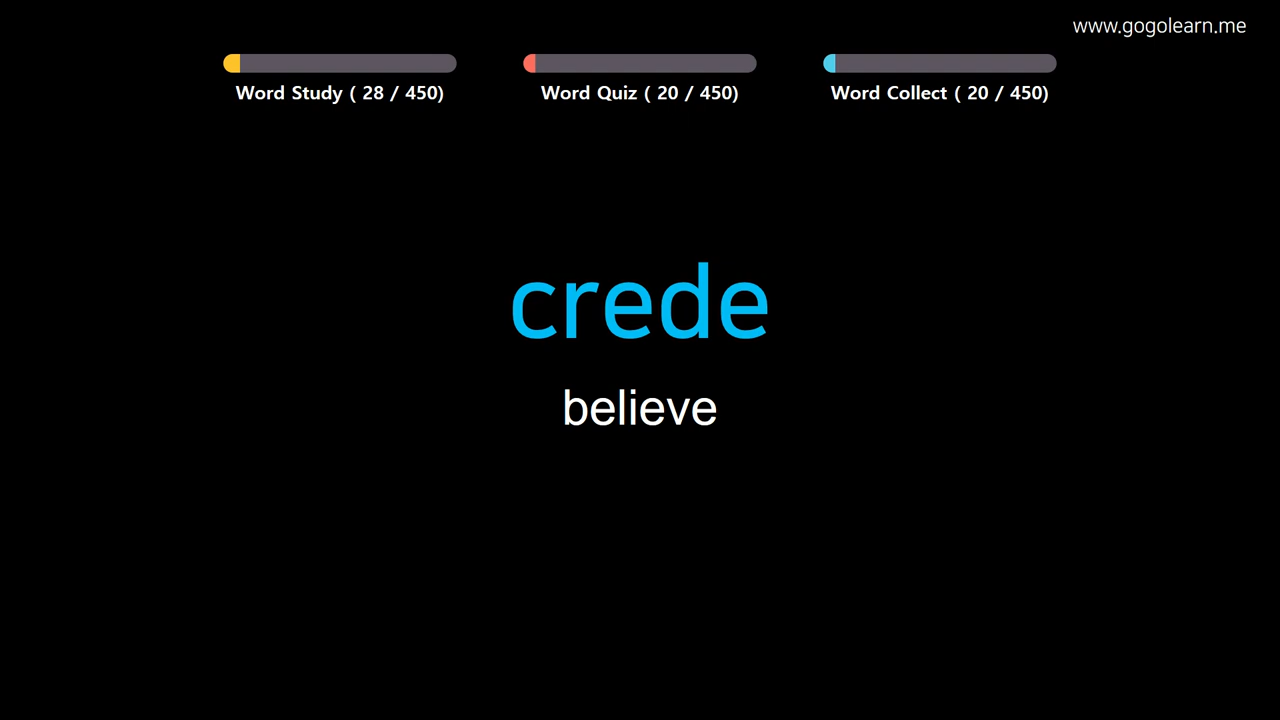 www.gogolearn.me
Word Study ( 28 / 450)
Word Quiz ( 20 / 450)
Word Collect ( 20 / 450)
crede
believe